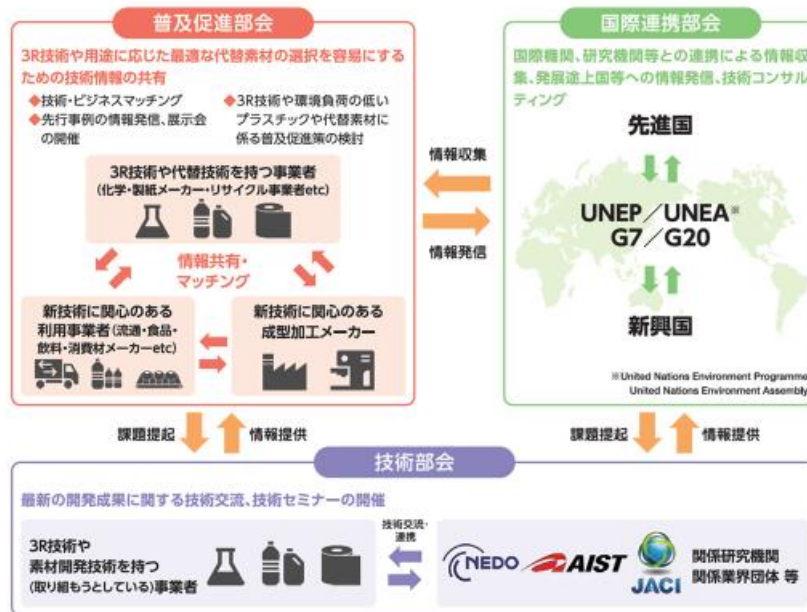 普及促進部会
3R技術や用途に応じた最適な代替素材の選択を容易にする
ための技術情報の共有
◆技術・ビジネスマッチング
◆先行事例の情報発信、展示会
の開催
◆3R技術や環境負荷の低い
プラスチックや代替素材に
係る普及促進策の検討
3R技術や代替技術を持つ事業者
(化学・製紙メーカー・リサイクル事業者etc)
情報共有・
マッチング
新技術に関心のある
利用事業者(流通・食品・
飲料・消費材メーカーetc)
新技術に関心のある
成型加工メーカー
情報収集
情報発信
国際連携部会
国際機関、研究機関等との連携による情報収
集、発展途上国等への情報発信、技術コンサル
ティング
先進国
UNEP／UNEA※
G7／G20
新興国
※United Nations Environment Programme
United Nations Environment Assembly
課題提起
情報提供
課題提起
情報提供
技術部会
最新の開発成果に関する技術交流、技術セミナーの開催
3R技術や
素材開発技術を持つ
(取り組もうとしている)事業者
技術交流・
連携
NEDO
AIST
JACI
関係研究機関
関係業界団体 等